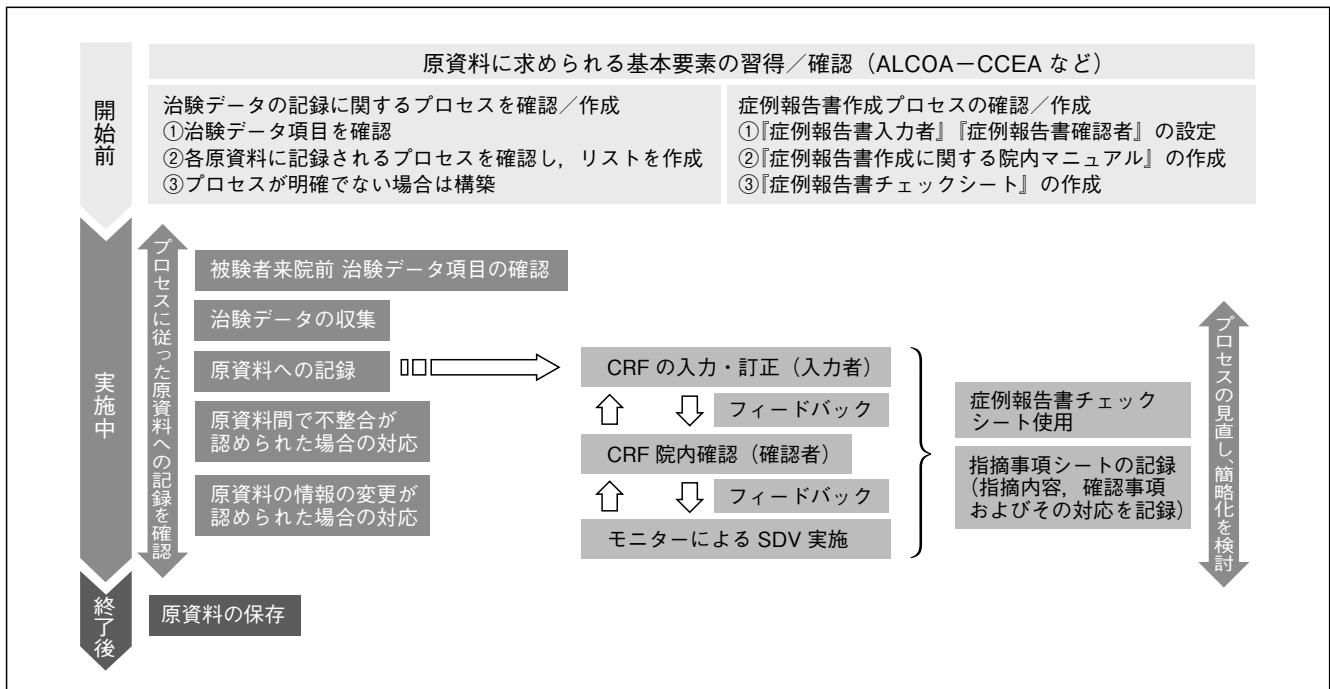 開始前
原資料に求められる基本要素の習得／確認（ALCOA－CCEA など）
治験データの記録に関するプロセスを確認／作成
①治験データ項目を確認
②各原資料に記録されるプロセスを確認し，リストを作成
③プロセスが明確でない場合は構築
症例報告書作成プロセスの確認／作成
①『症例報告書入力者』『症例報告書確認者』の設定
②『症例報告書作成に関する院内マニュアル』の作成
③『症例報告書チェックシート』の作成
実施中
プロセスに従った原資料への記録を確認
被験者来院前 治験データ項目の確認
治験データの収集
原資料への記録
原資料間で不整合が
認められた場合の対応
原資料の情報の変更が
認められた場合の対応
CRF の入力・訂正（入力者）
フィードバック
CRF 院内確認（確認者）
フィードバック
モニターによる SDV 実施
症例報告書チェック
シート使用
指摘事項シートの記録
（指摘内容，確認事項
およびその対応を記録）
プロセスの見直し、簡略化を検討
終了後
原資料の保存